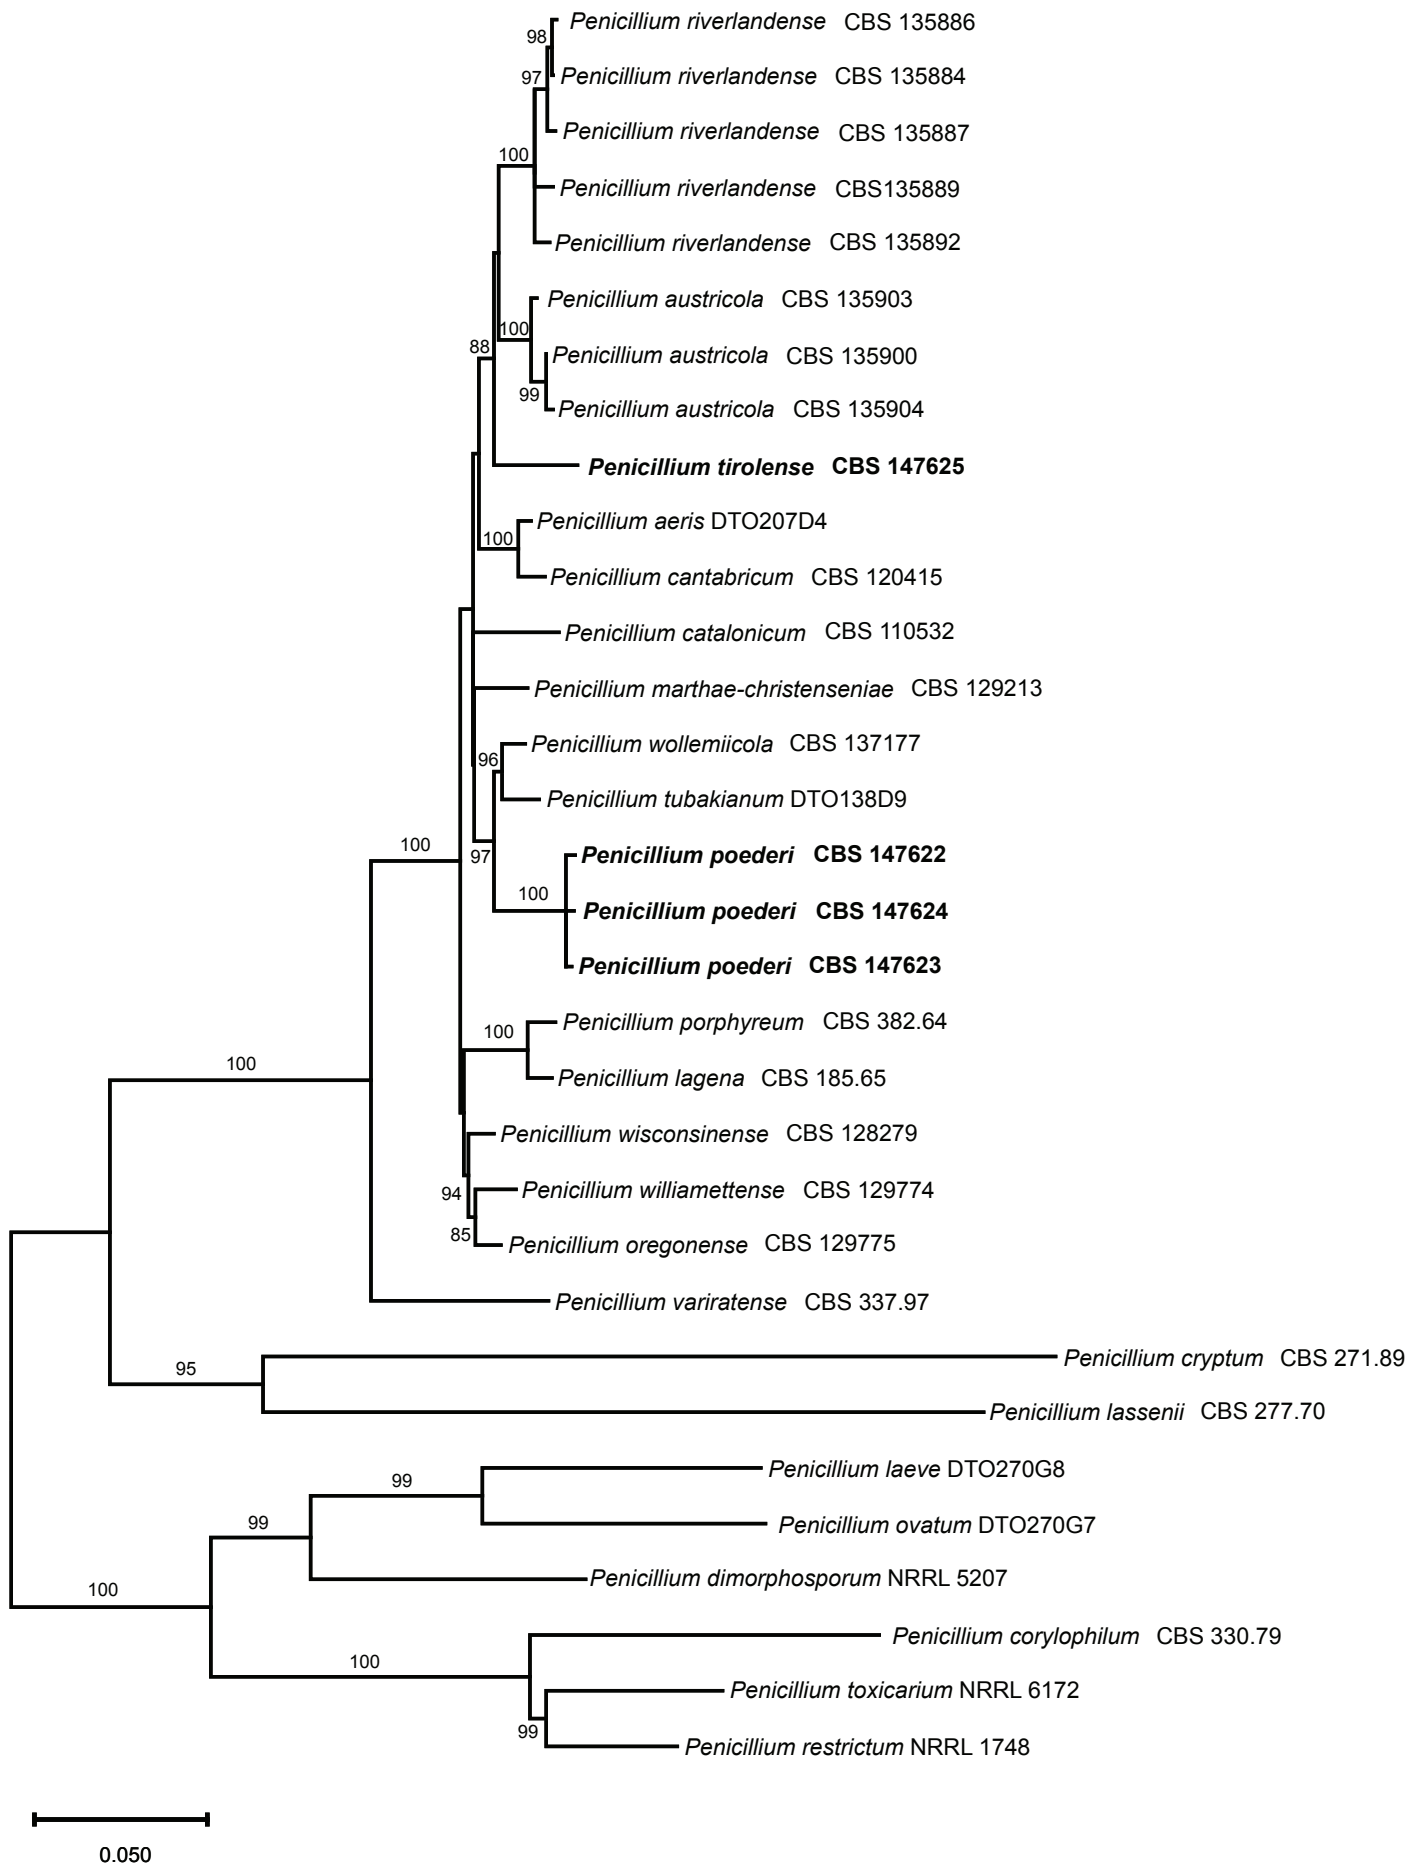 Penicillium riverlandense CBS 135886
98
Penicillium riverlandense CBS 135884
97
Penicillium riverlandense CBS 135887
100
Penicillium riverlandense CBS135889
Penicillium riverlandense CBS 135892
Penicillium austricola CBS 135903
100
88
Penicillium austricola CBS 135900
99
Penicillium austricola CBS 135904
Penicillium tirolense CBS 147625
Penicillium aeris DTO207D4
100
Penicillium cantabricum CBS 120415
Penicillium catalonicum CBS 110532
Penicillium marthae-christenseniae CBS 129213
Penicillium wollemiicola CBS 137177
96
Penicillium tubakianum DTO138D9
100
97
Penicillium poederi CBS 147622
100
Penicillium poederi CBS 147624
Penicillium poederi CBS 147623
Penicillium porphyreum CBS 382.64
100
100
Penicillium lagena CBS 185.65
Penicillium wisconsinense CBS 128279
94
Penicillium williamettense CBS 129774
85
Penicillium oregonense CBS 129775
Penicillium variratense CBS 337.97
95
Penicillium cryptum CBS 271.89
Penicillium lassenii CBS 277.70
99
Penicillium laeve DTO270G8
99
Penicillium ovatum DTO270G7
100
Penicillium dimorphosporum NRRL 5207
Penicillium corylophilum CBS 330.79
100
Penicillium toxicarium NRRL 6172
99
Penicillium restrictum NRRL 1748
0.050